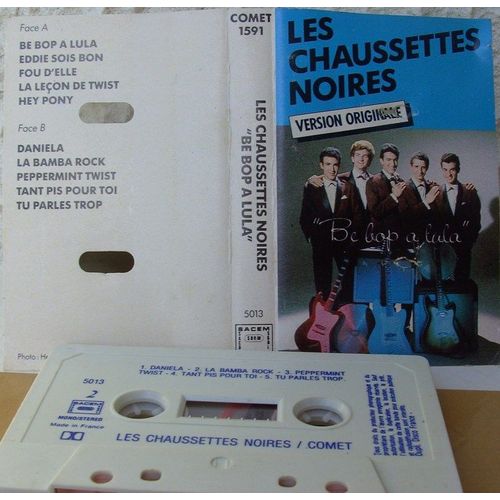 Face A
BE BOP A LULA
EDDIE SOIS BON
FOU D'ELLE
LA LEÇON DE TWIST
HEY PONY
Face B
DANIELA
LA BAMBA ROCK
PEPPERMINT TWIST
TANT PIS POUR TOI
TU PARLES TROP
Photo: He
COMET
1591
LES CHAUSSETTES NOIRES
"BE BOP A LULA"
5013
SACEM
LES
CHAUSSETTES
NOIRES
VERSION ORIGINALE
"Be bop a lula"
5013
2
SACEM
MONO/STEREO
Made in France
1. DANIELA - 2. LA BAMBA ROCK - 3. PEPPERMINT
TWIST - 4. TANT PIS POUR TOI - 5. TU PARLES TROP
LES CHAUSSETTES NOIRES / COMET